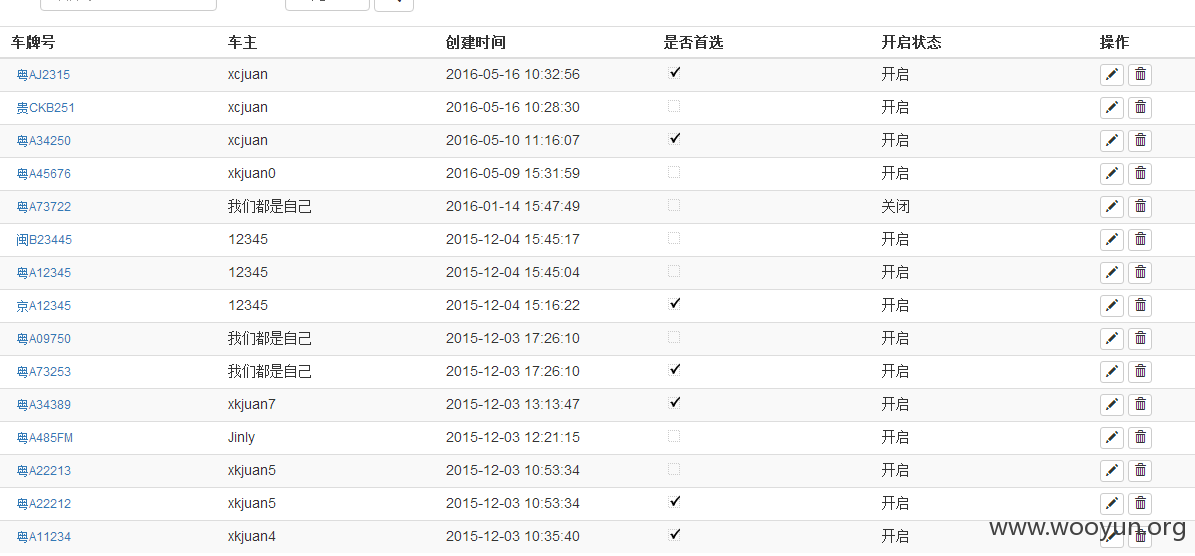 车牌号 车主 创建时间 是否首选 开启状态 操作
粤AJ2315 xcjuan 2016-05-16 10:32:56 开启
贵CKB251 xcjuan 2016-05-16 10:28:30 开启
粤A34250 xcjuan 2016-05-10 11:16:07 开启
粤A45676 xkjuan0 2016-05-09 15:31:59 开启
粤A73722 我们都是自己 2016-01-14 15:47:49 关闭
闽B23445 12345 2015-12-04 15:45:17 开启
粤A12345 12345 2015-12-04 15:45:04 开启
京A12345 12345 2015-12-04 15:16:22 开启
粤A09750 我们都是自己 2015-12-03 17:26:10 开启
粤A73253 我们都是自己 2015-12-03 17:26:10 开启
粤A34389 xkjuan7 2015-12-03 13:13:47 开启
粤A485FM Jinly 2015-12-03 12:21:15 开启
粤A22213 xkjuan5 2015-12-03 10:53:34 开启
粤A22212 xkjuan5 2015-12-03 10:53:34 开启
粤A11234 xkjuan4 2015-12-03 10:35:40 开启
www.wooyun.org